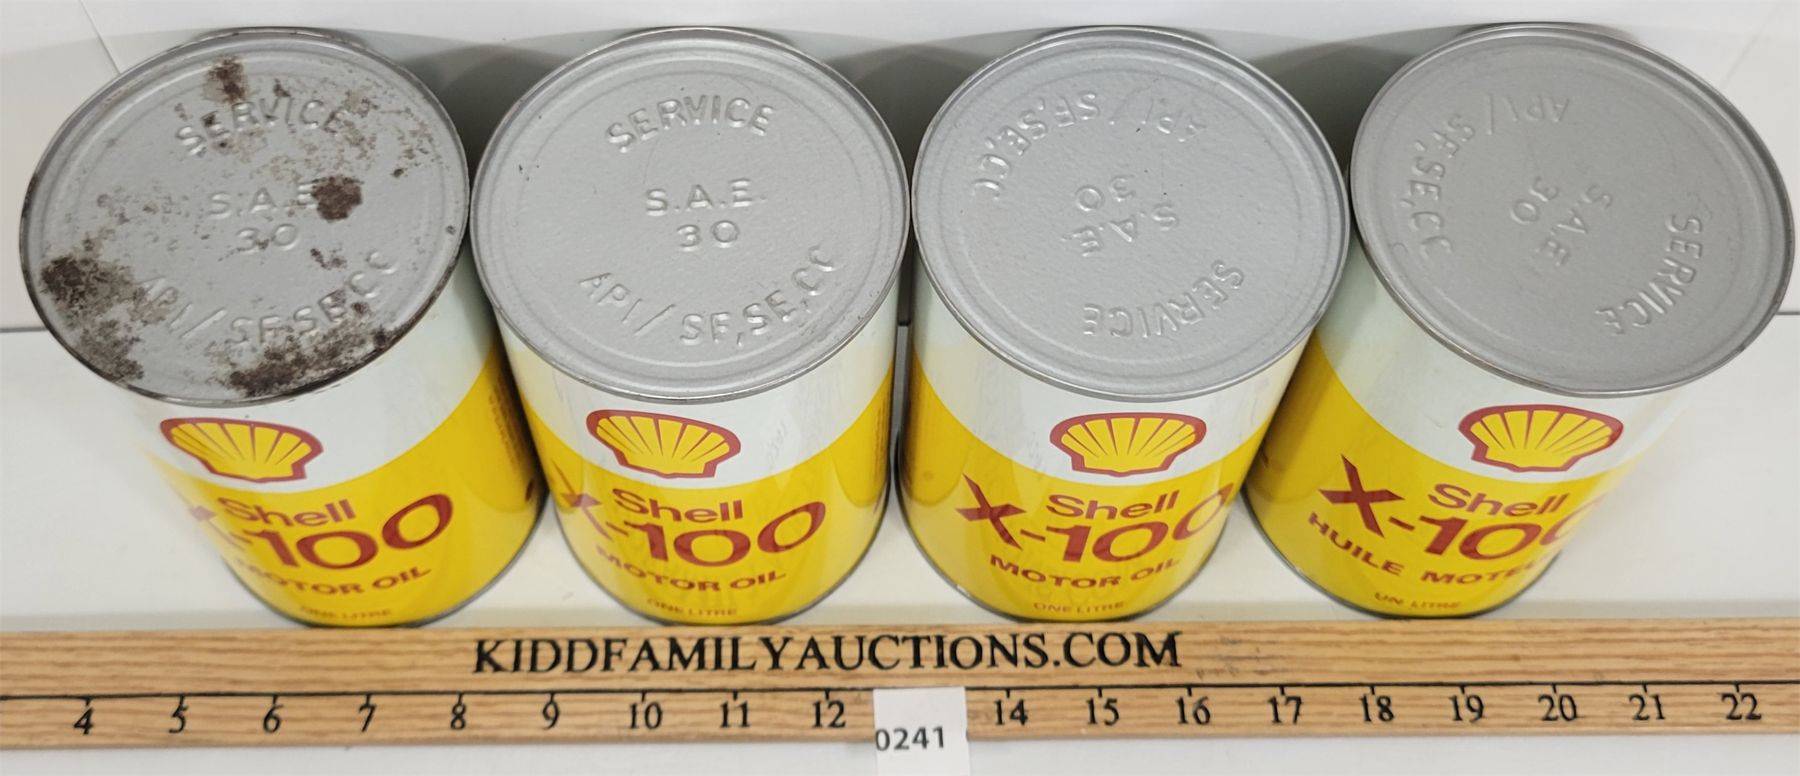 SERVICE
S.A.E.
30
API/SF,SE,CC
Shell
X-100
MOTOR OIL
ONE LITRE
SERVICE
S.A.E.
30
API/SF,SE,CC
Shell
X-100
MOTOR OIL
ONE LITRE
SERVICE
S.A.E.
30
API/SF,SE,CC
Shell
X-100
MOTOR OIL
ONE LITRE
SERVICE
S.A.E.
30
API/SF,SE,CC
Shell
X-100
HUILE
UN LITRE
KIDDFAMILYAUCTIONS.COM
4 5 6 7 8 9 10 11 12 14 15 16 17 18 19 20 21 22
0241